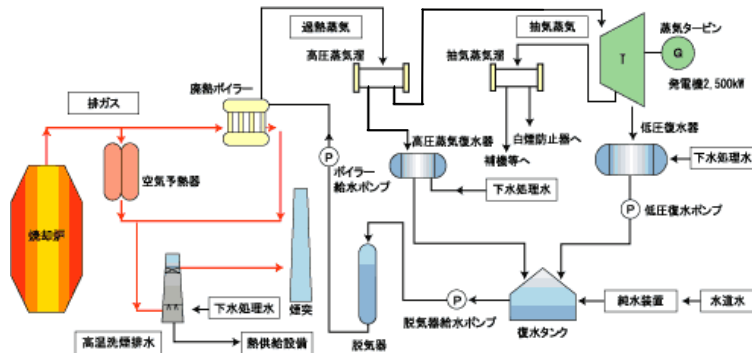 過熱蒸気
抽気蒸気
蒸気タービン
高圧蒸気溜
抽気蒸気溜
T
G
発電機2,500kW
排ガス
廃熱ボイラー
低圧復水器
高圧蒸気復水器
白煙防止器へ
補機等へ
P
ボイラー
給水ポンプ
下水処理水
下水処理水
空気予熱器
P
低圧復水ポンプ
焼却炉
煙突
下水処理水
P
脱気器給水ポンプ
純水装置
水道水
復水タンク
脱気器
高温洗煙排水
熱供給設備